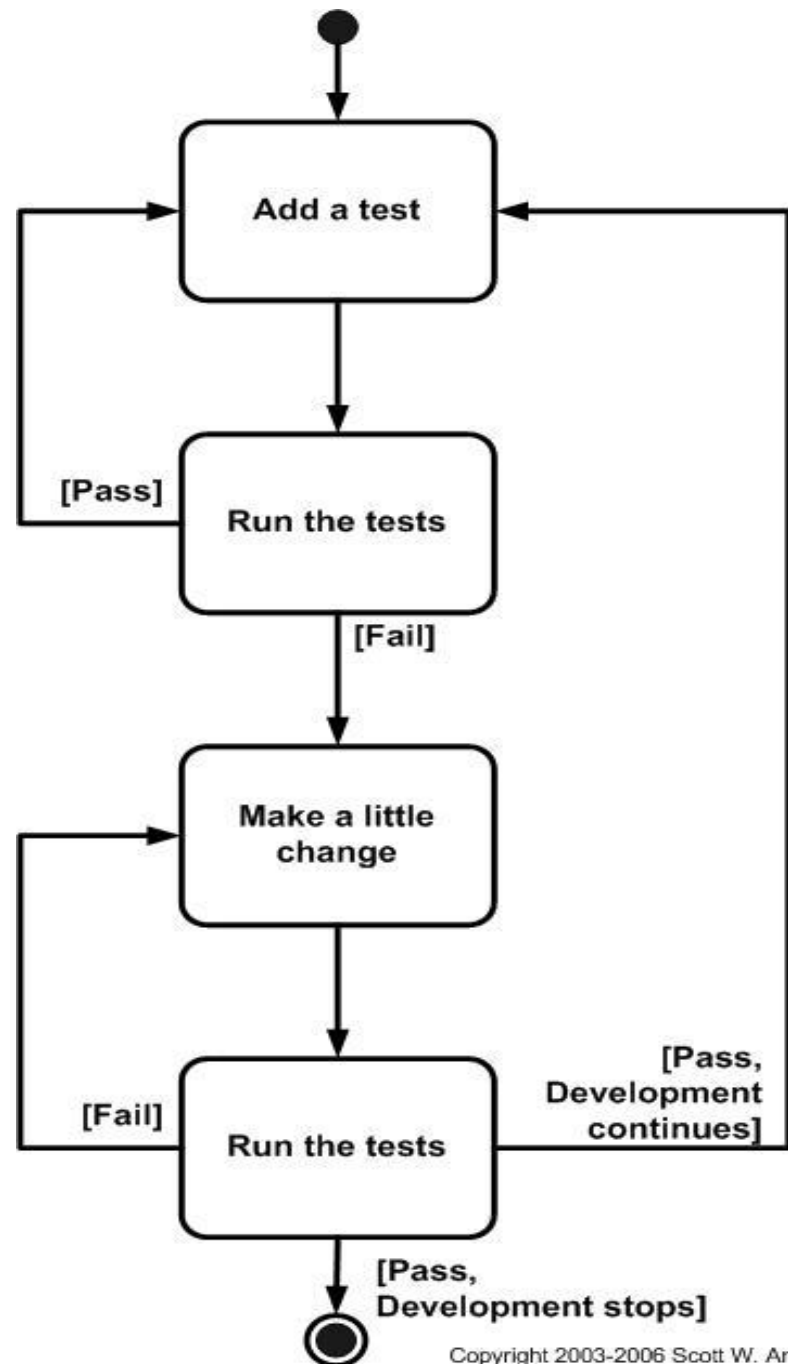 Add a test
[Pass]
Run the tests
[Fail]
Make a little
change
[Fail]
Run the tests
[Pass,
Development
continues]
[Pass,
Development stops]
Copyright 2003-2006 Scott W.